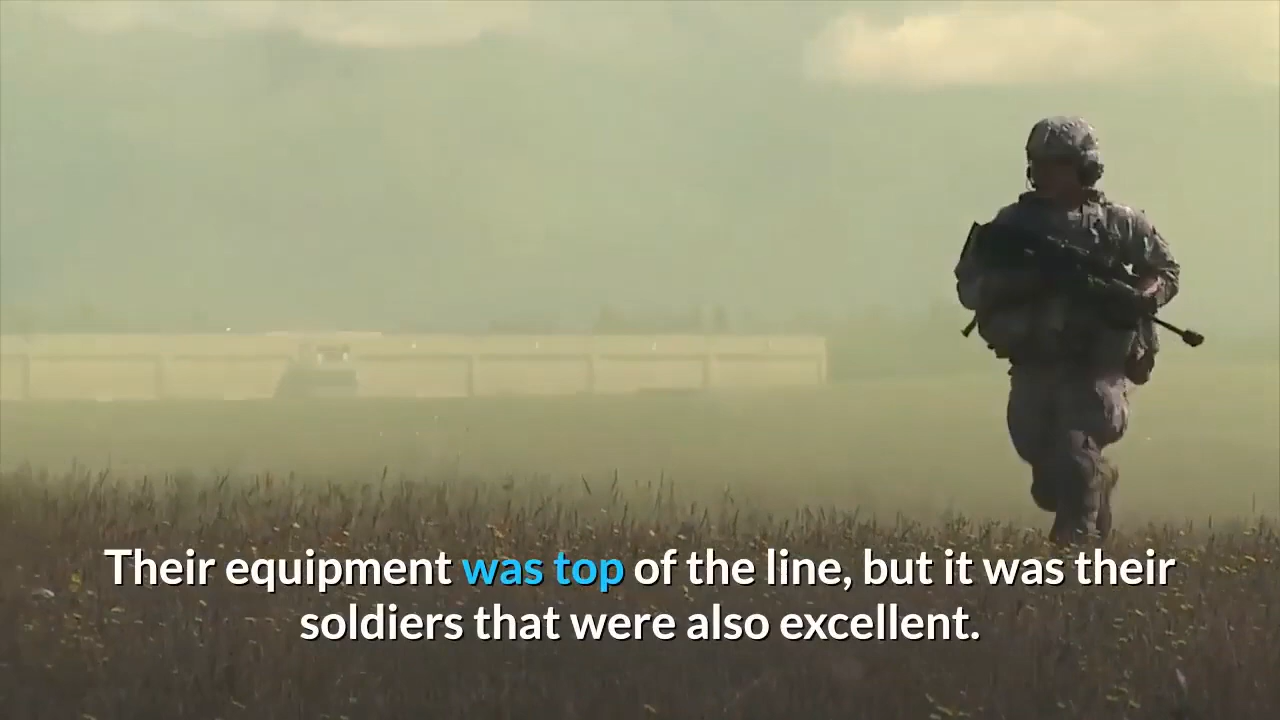 Their equipment was top of the line, but it was their
soldiers that were also excellent.